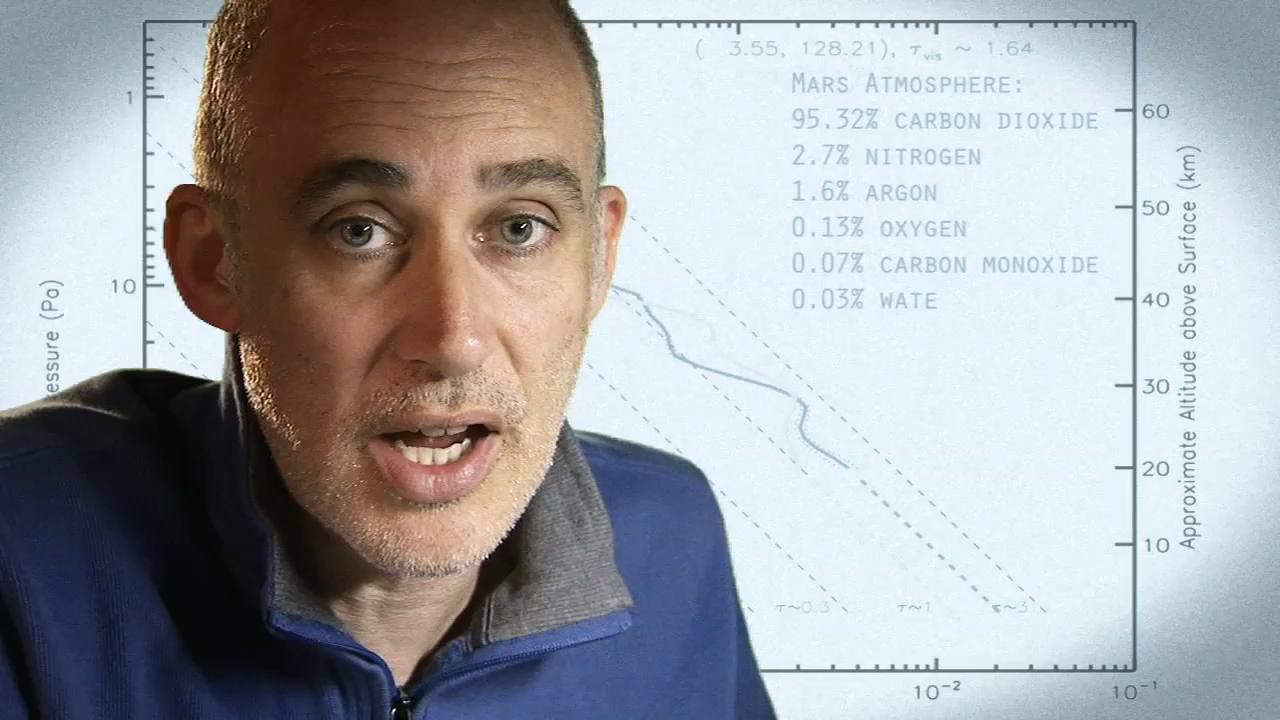 ( 3.55, 128.21), τvis ~ 1.64
MARS ATMOSPHERE:
95.32% CARBON DIOXIDE
2.7% NITROGEN
1.6% ARGON
0.13% OXYGEN
0.07% CARBON MONOXIDE
0.03% WATE
1
10
essure (Pa)
60
50
40
30
20
10
Approximate Altitude above Surface (km)
τ~0.3
τ~1
τ~3
10⁻²
10⁻¹